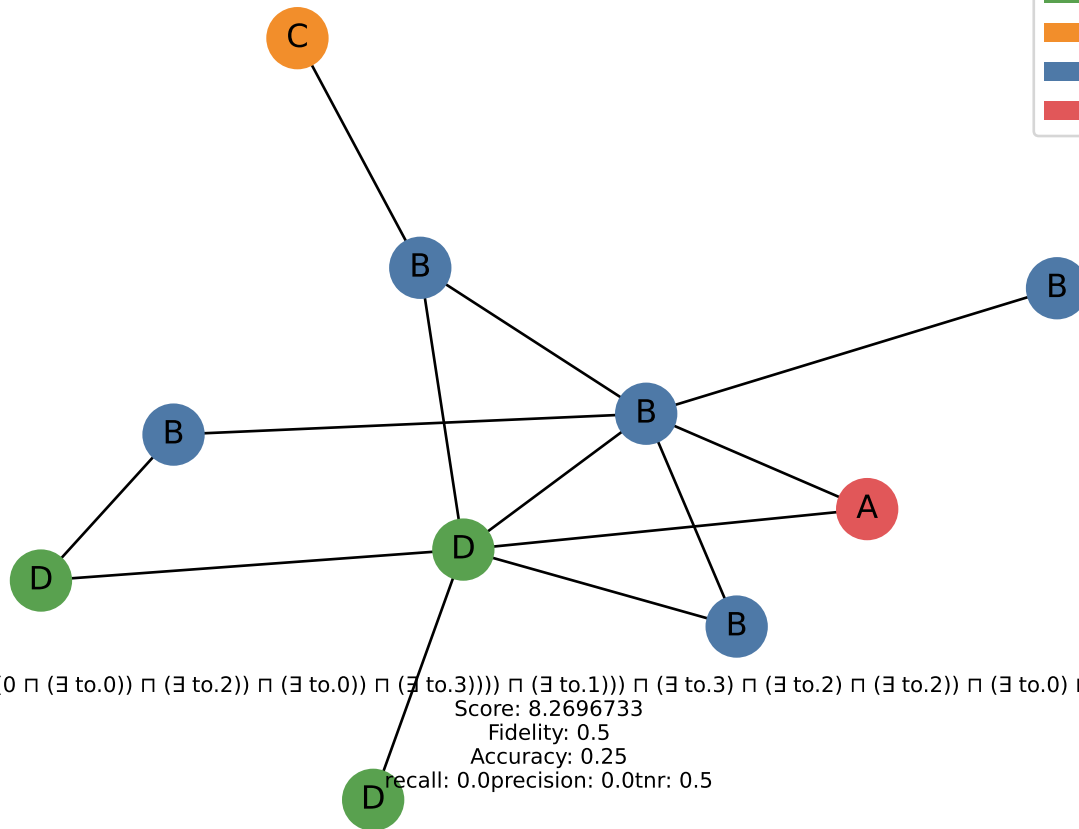 C
B
B
B
B
A
D
D
B
(0 ⊓ (∃ to.0)) ⊓ (∃ to.2)) ⊓ (∃ to.0)) ⊓ (∃ to.3)))) ⊓ (∃ to.1))) ⊓ (∃ to.3) ⊓ (∃ to.2) ⊓ (∃ to.2)) ⊓ (∃ to.0) ⊓
Score: 8.2696733
Fidelity: 0.5
Accuracy: 0.25
recall: 0.0precision: 0.0tnr: 0.5
D